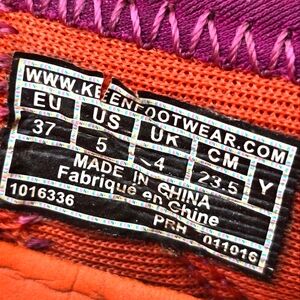 WWW.KEENFOOTWEAR.COM
EU US UK CM Y
37 5 4 23.5
MADE IN CHINA
Fabriqué en Chine
1016336 PRH 011016